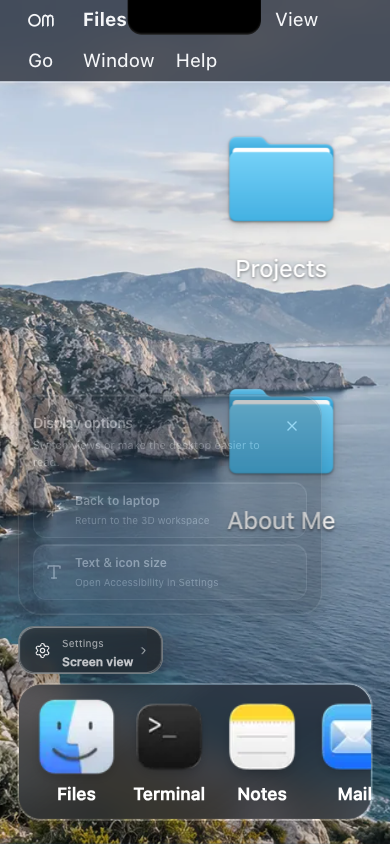 om Files View
Go Window Help
Projects
Display options
About Me
Back to laptop
Return to the 3D workspace
Text & icon size
Open Accessibility in Settings
Settings
Screen view
Files Terminal Notes Mail